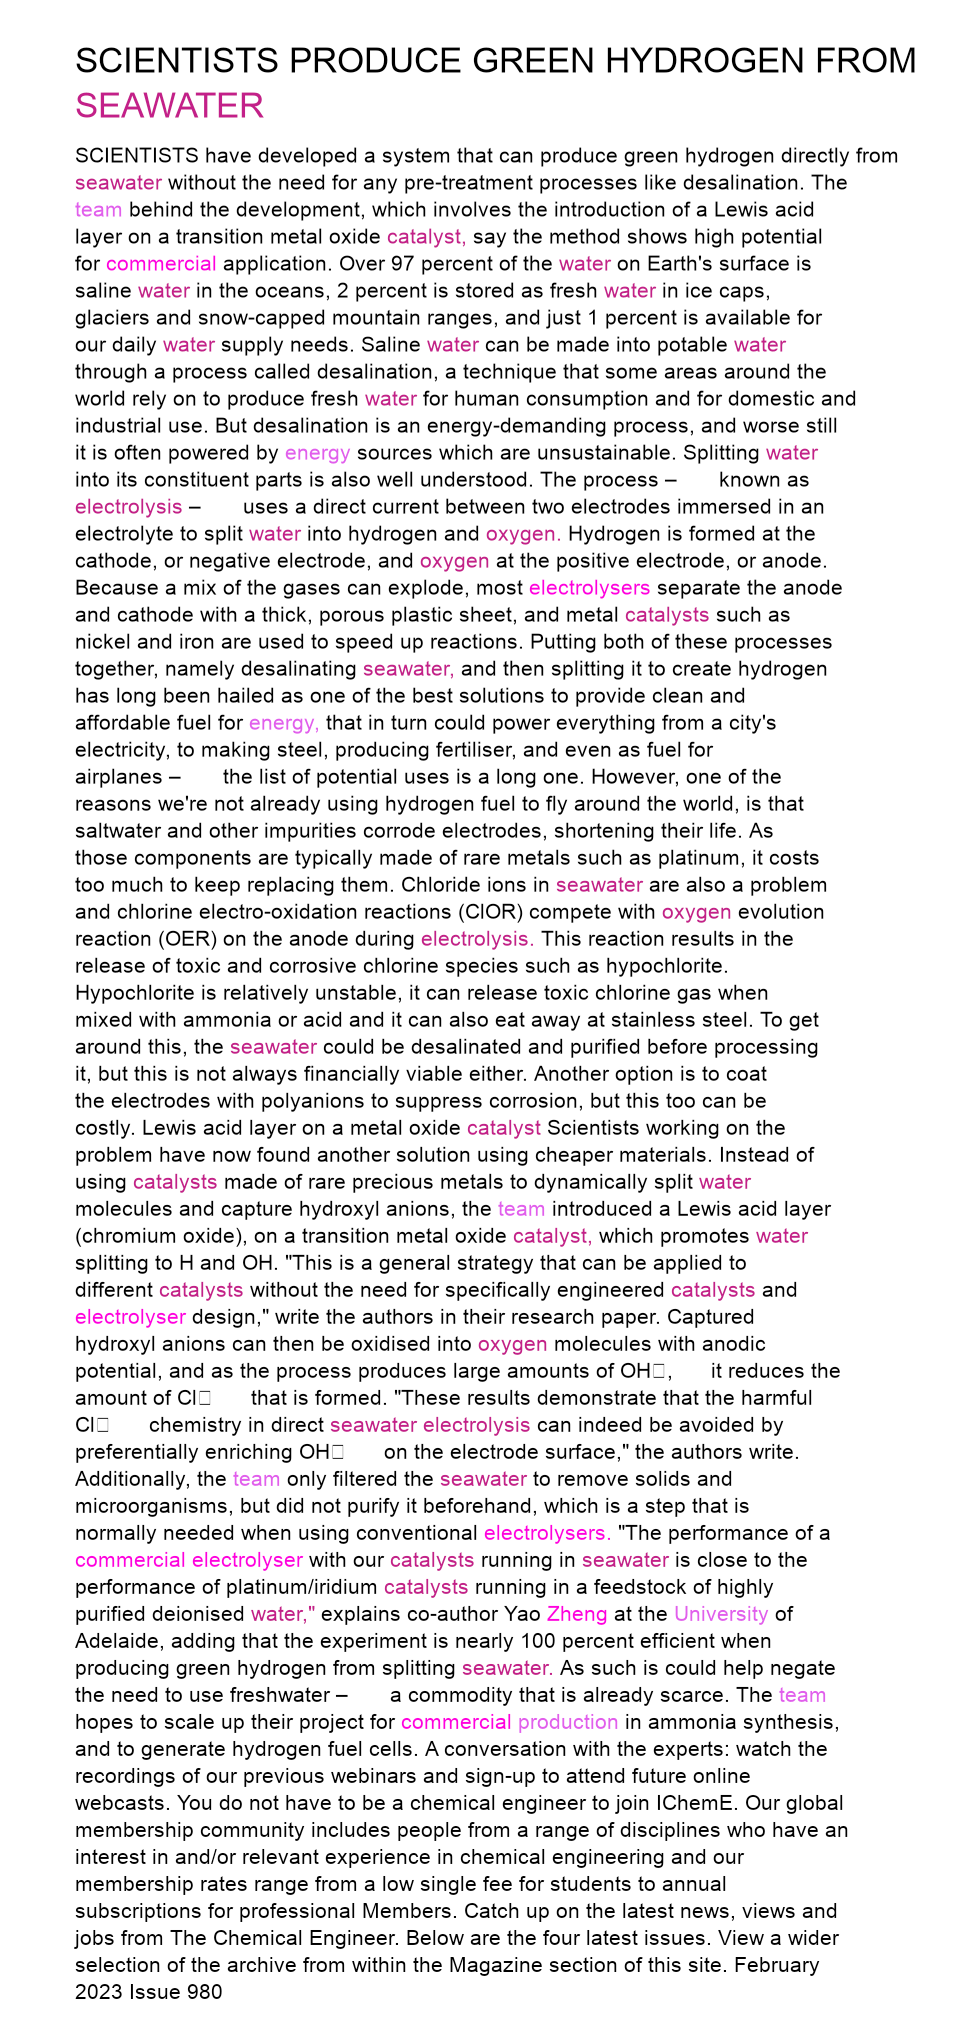 SCIENTISTS PRODUCE GREEN HYDROGEN FROM
SEAWATER
SCIENTISTS have developed a system that can produce green hydrogen directly from
seawater without the need for any pre-treatment processes like desalination. The
team behind the development, which involves the introduction of a Lewis acid
layer on a transition metal oxide catalyst, say the method shows high potential
for commercial application. Over 97 percent of the water on Earth's surface is
saline water in the oceans, 2 percent is stored as fresh water in ice caps,
glaciers and snow-capped mountain ranges, and just 1 percent is available for
our daily water supply needs. Saline water can be made into potable water
through a process called desalination, a technique that some areas around the
world rely on to produce fresh water for human consumption and for domestic and
industrial use. But desalination is an energy-demanding process, and worse still
it is often powered by energy sources which are unsustainable. Splitting water
into its constituent parts is also well understood. The process – known as
electrolysis – uses a direct current between two electrodes immersed in an
electrolyte to split water into hydrogen and oxygen. Hydrogen is formed at the
cathode, or negative electrode, and oxygen at the positive electrode, or anode.
Because a mix of the gases can explode, most electrolysers separate the anode
and cathode with a thick, porous plastic sheet, and metal catalysts such as
nickel and iron are used to speed up reactions. Putting both of these processes
together, namely desalinating seawater, and then splitting it to create hydrogen
has long been hailed as one of the best solutions to provide clean and
affordable fuel for energy, that in turn could power everything from a city's
electricity, to making steel, producing fertiliser, and even as fuel for
airplanes – the list of potential uses is a long one. However, one of the
reasons we're not already using hydrogen fuel to fly around the world, is that
saltwater and other impurities corrode electrodes, shortening their life. As
those components are typically made of rare metals such as platinum, it costs
too much to keep replacing them. Chloride ions in seawater are also a problem
and chlorine electro-oxidation reactions (ClOR) compete with oxygen evolution
reaction (OER) on the anode during electrolysis. This reaction results in the
release of toxic and corrosive chlorine species such as hypochlorite.
Hypochlorite is relatively unstable, it can release toxic chlorine gas when
mixed with ammonia or acid and it can also eat away at stainless steel. To get
around this, the seawater could be desalinated and purified before processing
it, but this is not always financially viable either. Another option is to coat
the electrodes with polyanions to suppress corrosion, but this too can be
costly. Lewis acid layer on a metal oxide catalyst Scientists working on the
problem have now found another solution using cheaper materials. Instead of
using catalysts made of rare precious metals to dynamically split water
molecules and capture hydroxyl anions, the team introduced a Lewis acid layer
(chromium oxide), on a transition metal oxide catalyst, which promotes water
splitting to H and OH. "This is a general strategy that can be applied to
different catalysts without the need for specifically engineered catalysts and
electrolyser design," write the authors in their research paper. Captured
hydroxyl anions can then be oxidised into oxygen molecules with anodic
potential, and as the process produces large amounts of OH□, it reduces the
amount of Cl□ that is formed. "These results demonstrate that the harmful
Cl□ chemistry in direct seawater electrolysis can indeed be avoided by
preferentially enriching OH□ on the electrode surface," the authors write.
Additionally, the team only filtered the seawater to remove solids and
microorganisms, but did not purify it beforehand, which is a step that is
normally needed when using conventional electrolysers. "The performance of a
commercial electrolyser with our catalysts running in seawater is close to the
performance of platinum/iridium catalysts running in a feedstock of highly
purified deionised water," explains co-author Yao Zheng at the University of
Adelaide, adding that the experiment is nearly 100 percent efficient when
producing green hydrogen from splitting seawater. As such is could help negate
the need to use freshwater – a commodity that is already scarce. The team
hopes to scale up their project for commercial production in ammonia synthesis,
and to generate hydrogen fuel cells. A conversation with the experts: watch the
recordings of our previous webinars and sign-up to attend future online
webcasts. You do not have to be a chemical engineer to join IChemE. Our global
membership community includes people from a range of disciplines who have an
interest in and/or relevant experience in chemical engineering and our
membership rates range from a low single fee for students to annual
subscriptions for professional Members. Catch up on the latest news, views and
jobs from The Chemical Engineer. Below are the four latest issues. View a wider
selection of the archive from within the Magazine section of this site. February
2023 Issue 980